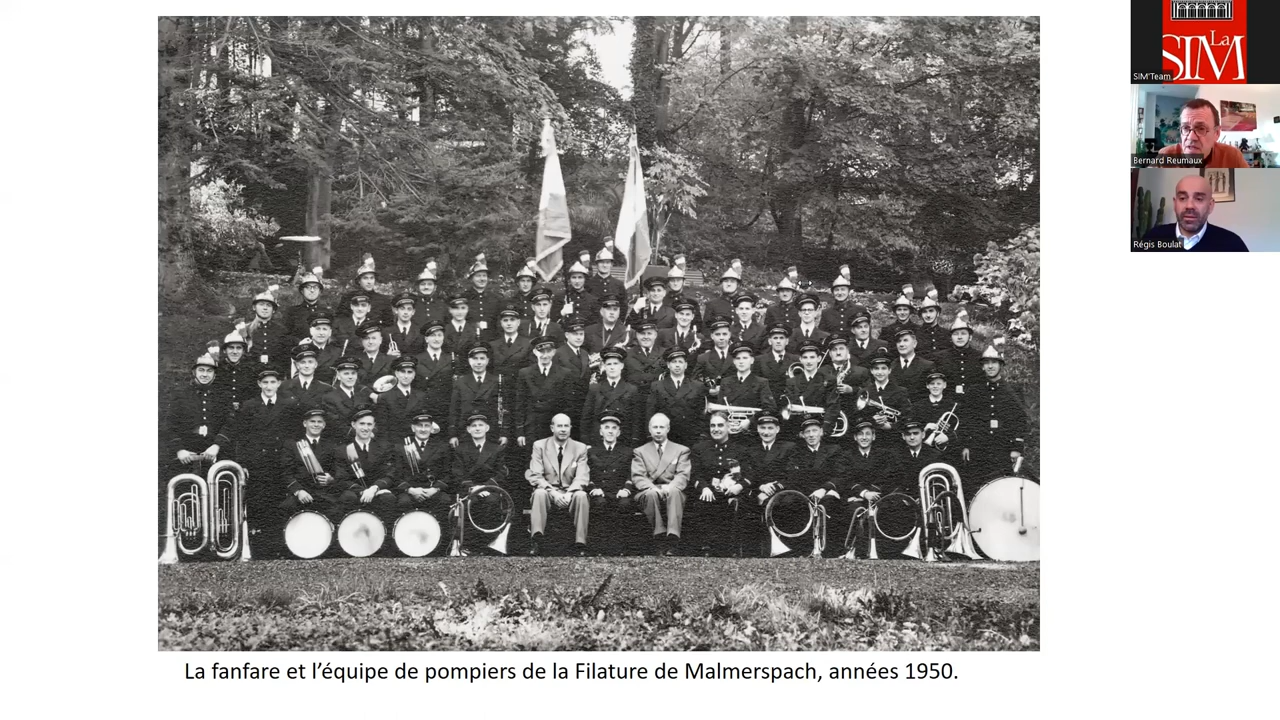 La
SIM
SIM'Team
Bernard Reumaux
Régis Boulat
La fanfare et l'équipe de pompiers de la Filature de Malmerspach, années 1950.